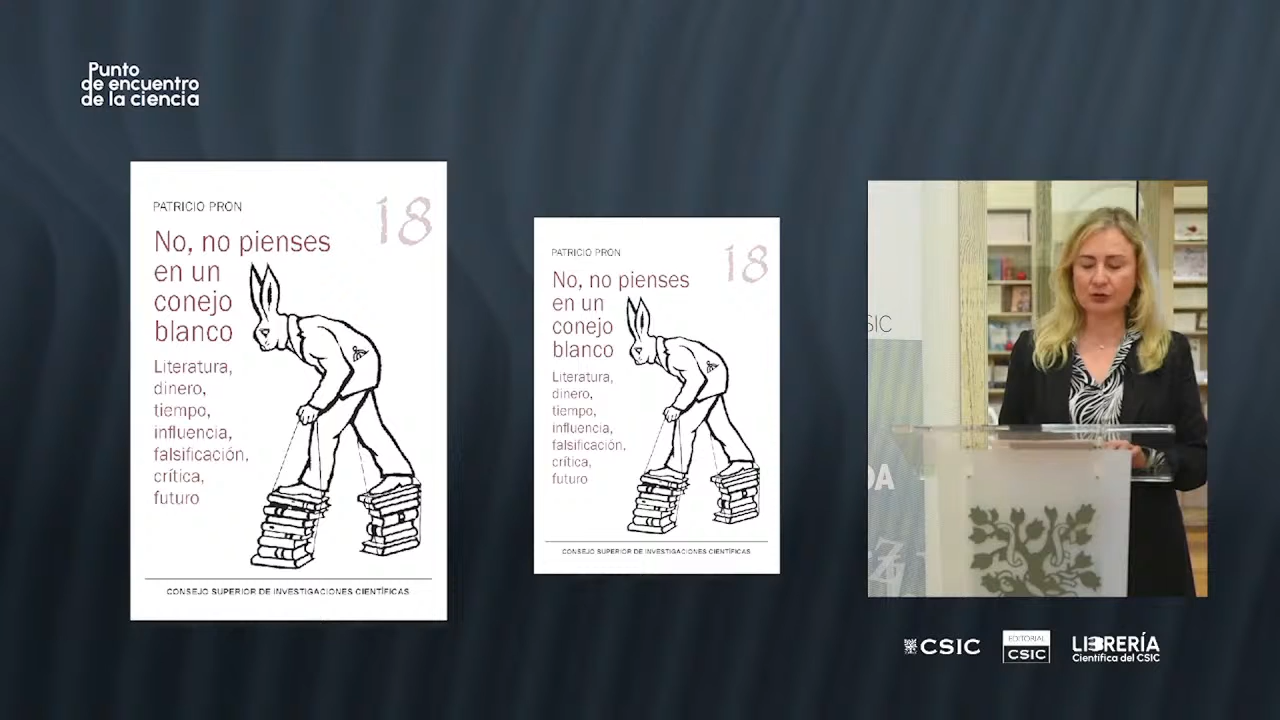 Punto
de encuentro
de la ciencia
PATRICIO PRON
18
No, no pienses
en un
conejo
blanco
Literatura,
dinero,
tiempo,
influencia,
falsificación,
crítica,
futuro
CONSEJO SUPERIOR DE INVESTIGACIONES CIENTÍFICAS
PATRICIO PRON
18
No, no pienses
en un
conejo
blanco
Literatura,
dinero,
tiempo,
influencia,
falsificación,
crítica,
futuro
CONSEJO SUPERIOR DE INVESTIGACIONES CIENTÍFICAS
SIC
DA
CSIC
EDITORIAL
CSIC
LIBRERÍA
Científica del CSIC